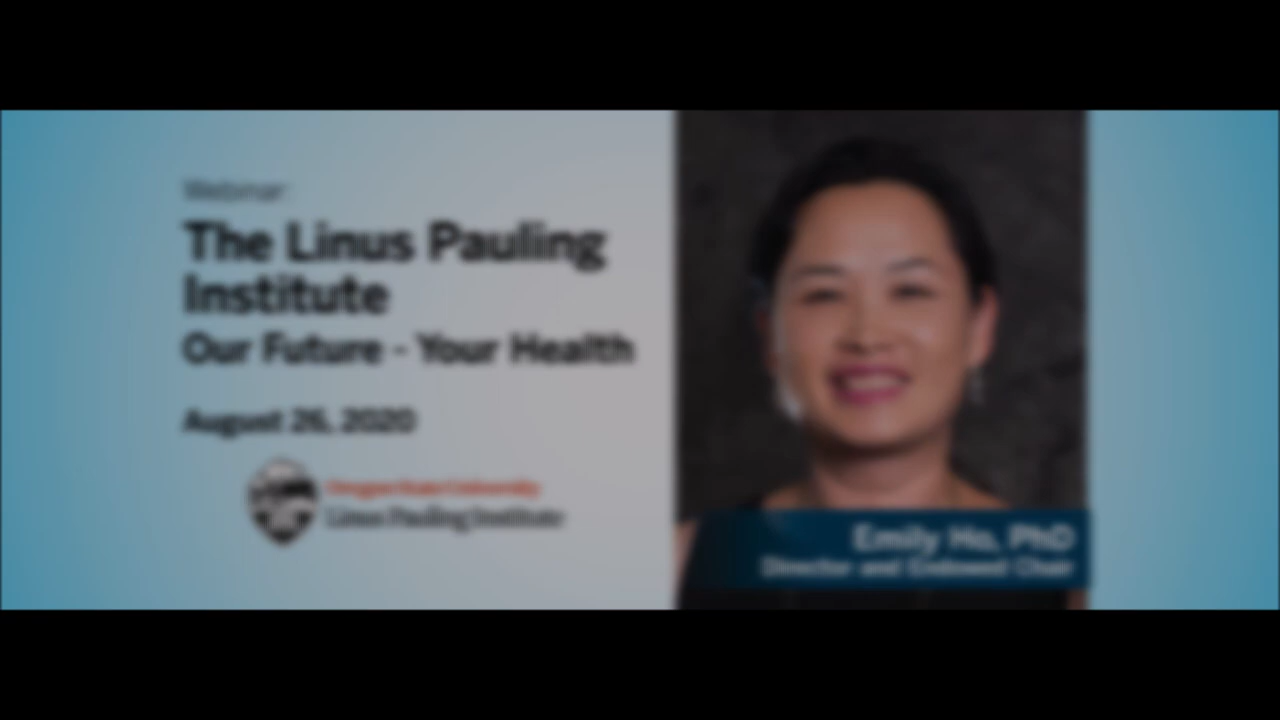 Webinar:
The Linus Pauling
Institute
Our Future - Your Health
August 26, 2020
Oregon State University
Linus Pauling Institute
Emily Ho, PhD
Director and Endowed Chair